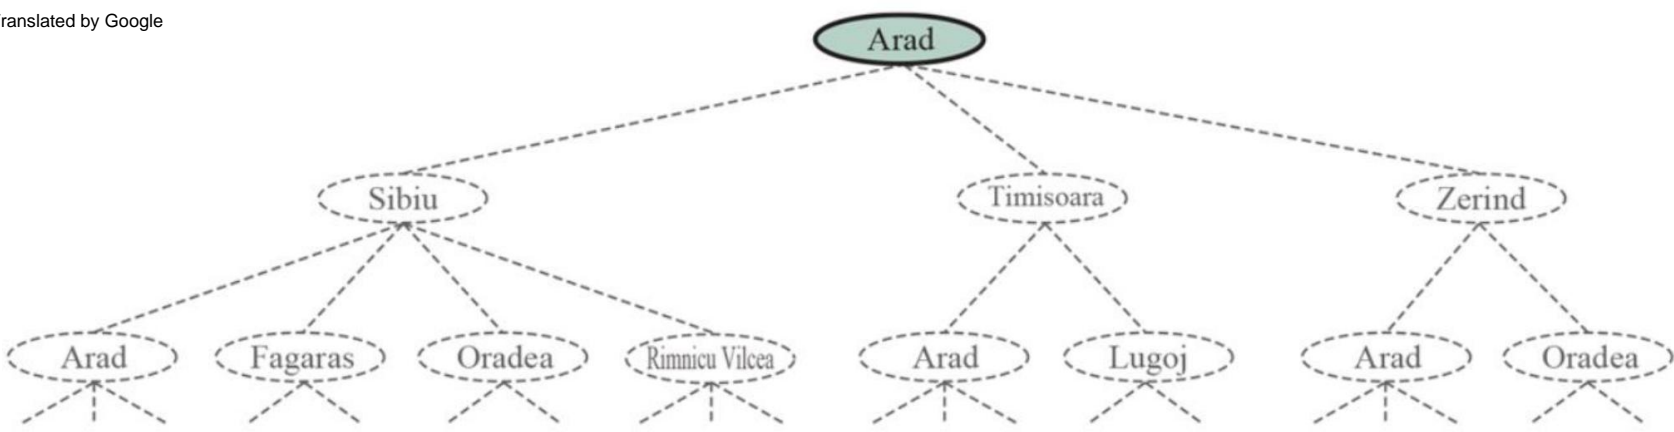 ranslated by Google
Arad
Sibiu Timisoara Zerind
Arad Fagaras Oradea Rimnicu Vilcea Arad Lugoj Arad Oradea